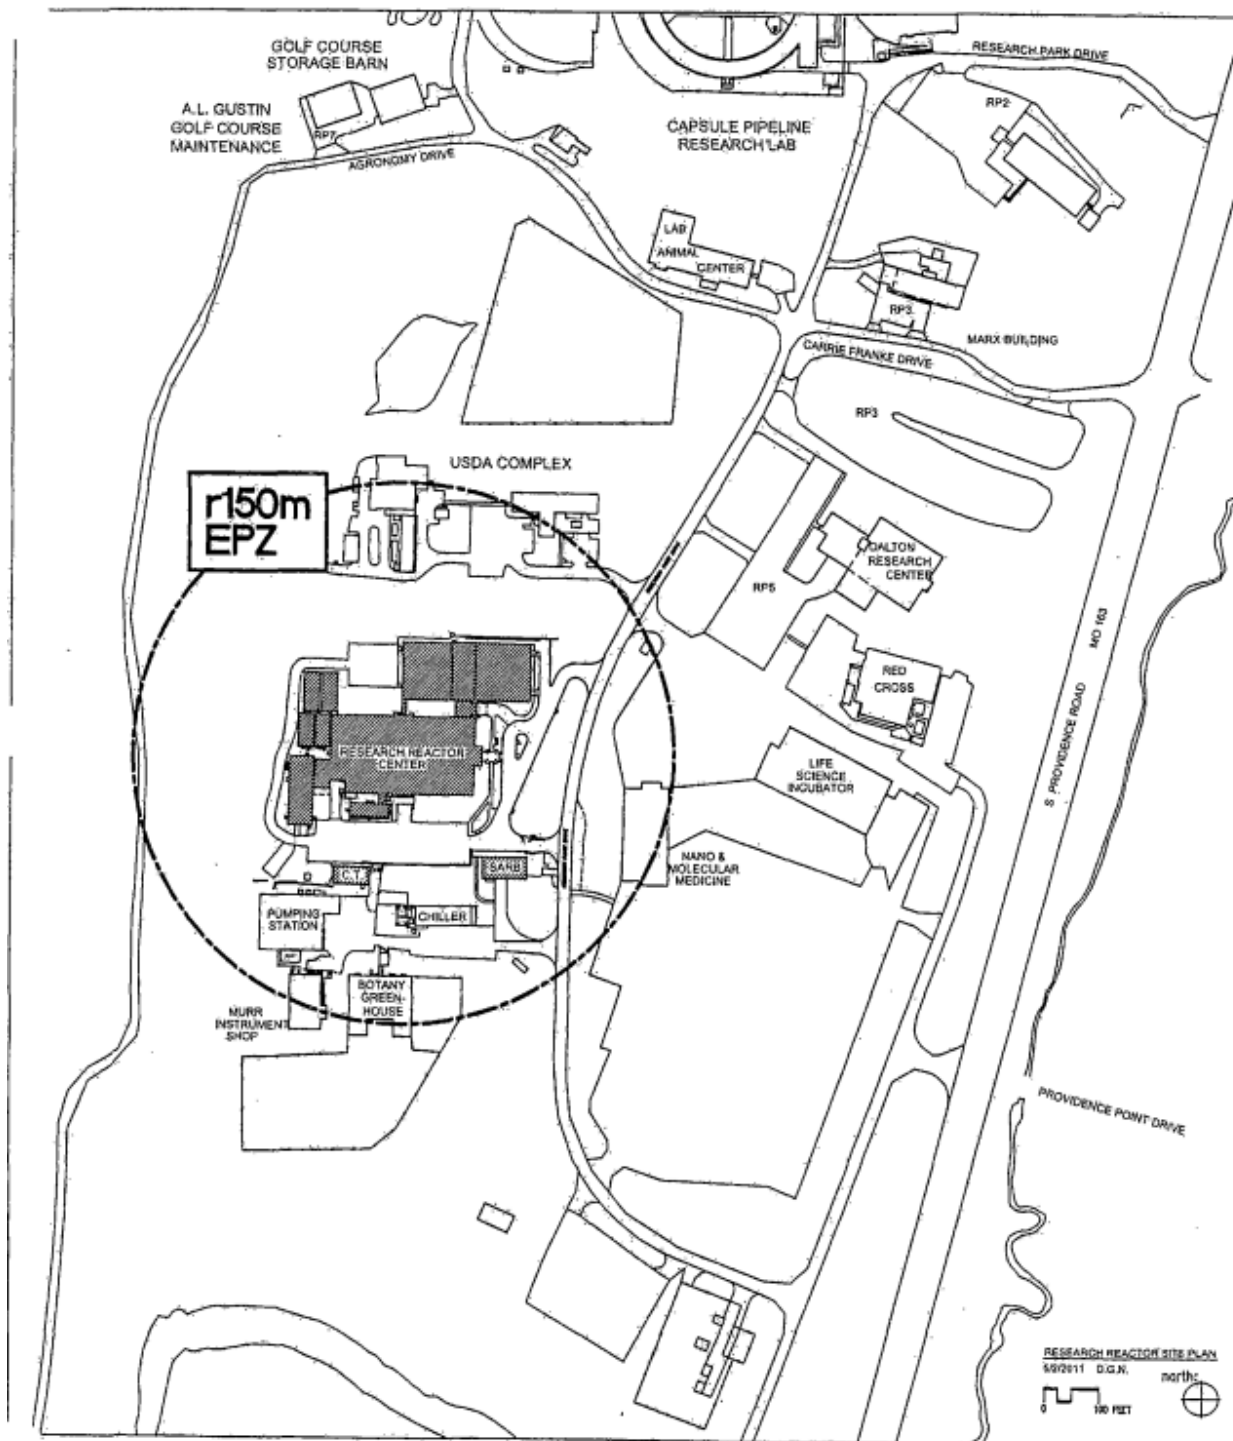 GOLF COURSE
STORAGE BARN
A.L. GUSTIN
GOLF COURSE
MAINTENANCE
RP7
AGRONOMY DRIVE
CAPSULE PIPELINE
RESEARCH LAB
RESEARCH PARK DRIVE
RP2
LAB
ANIMAL
CENTER
RP3
MARX BUILDING
CARRIE FRANKE DRIVE
RP3
USDA COMPLEX
r150m
EPZ
DALTON
RESEARCH
CENTER
RP5
MO 163
S PROVIDENCE ROAD
RED
CROSS
RESEARCH REACTOR
CENTER
LIFE
SCIENCE
INCUBATOR
NANO &
MOLECULAR
MEDICINE
C.T.
SARB
PUMPING
STATION
CHILLER
BOTANY
GREEN-
HOUSE
MURR
INSTRUMENT
SHOP
PROVIDENCE POINT DRIVE
RESEARCH REACTOR SITE PLAN
D.G.N.
north:
0 100 FEET